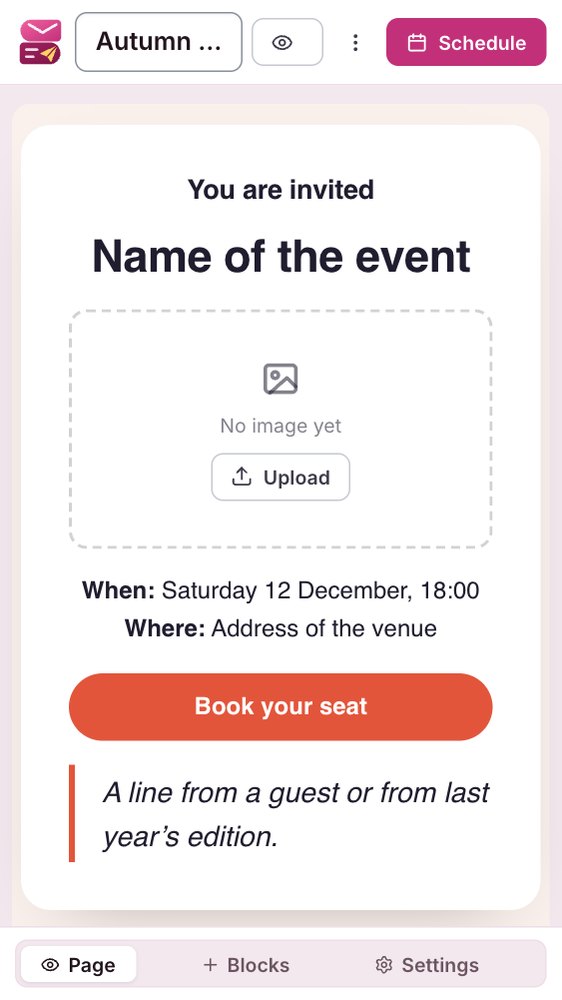 Autumn ...
Schedule
You are invited
Name of the event
No image yet
Upload
When: Saturday 12 December, 18:00
Where: Address of the venue
Book your seat
A line from a guest or from last
year’s edition.
Page
Blocks
Settings